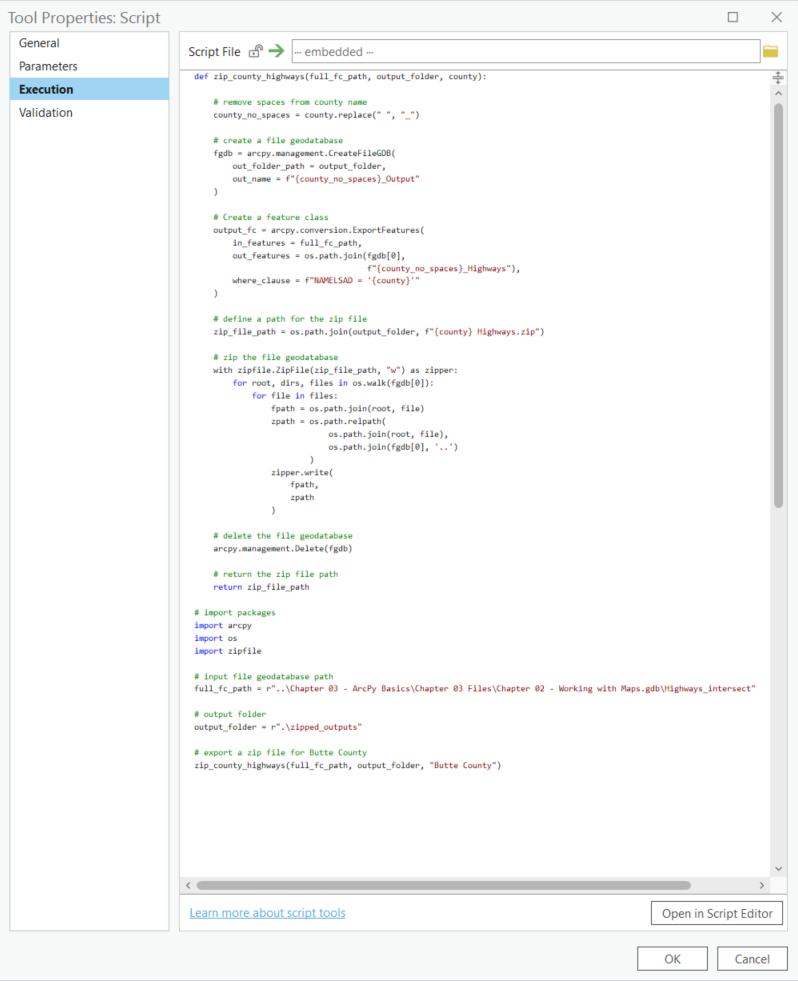 Tool Properties: Script
General
Parameters
Execution
Validation
Script File
-- embedded --
def zip_county_highways(full_fc_path, output_folder, county):
    # remove spaces from county name
    county_no_spaces = county.replace(" ", "_")
    # create a file geodatabase
    fgdb = arcpy.management.CreateFileGDB(
        out_folder_path = output_folder,
        out_name = f"{county_no_spaces}_Output"
    )
    # Create a feature class
    output_fc = arcpy.conversion.ExportFeatures(
        in_features = full_fc_path,
        out_features = os.path.join(fgdb[0],
                                    f"{county_no_spaces}_Highways"),
        where_clause = f"NAMELSAD = '{county}'"
    )
    # define a path for the zip file
    zip_file_path = os.path.join(output_folder, f"{county} Highways.zip")
    # zip the file geodatabase
    with zipfile.ZipFile(zip_file_path, "w") as zipper:
        for root, dirs, files in os.walk(fgdb[0]):
            for file in files:
                fpath = os.path.join(root, file)
                zpath = os.path.relpath(
                            os.path.join(root, file),
                            os.path.join(fgdb[0], '..')
                        )
                zipper.write(
                    fpath,
                    zpath
                )
    # delete the file geodatabase
    arcpy.management.Delete(fgdb)
    # return the zip file path
    return zip_file_path
# import packages
import arcpy
import os
import zipfile
# input file geodatabase path
full_fc_path = r"..\Chapter 03 - ArcPy Basics\Chapter 03 Files\Chapter 02 - Working with Maps.gdb\Highways_intersect"
# output folder
output_folder = r".\zipped_outputs"
# export a zip file for Butte County
zip_county_highways(full_fc_path, output_folder, "Butte County")
Learn more about script tools
Open in Script Editor
OK
Cancel